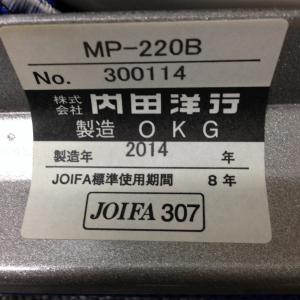 MP-220B
No. 300114
株式会社 内田洋行
製造 OKG
製造年 2014 年
JOIFA標準使用期間 8年
JOIFA 307